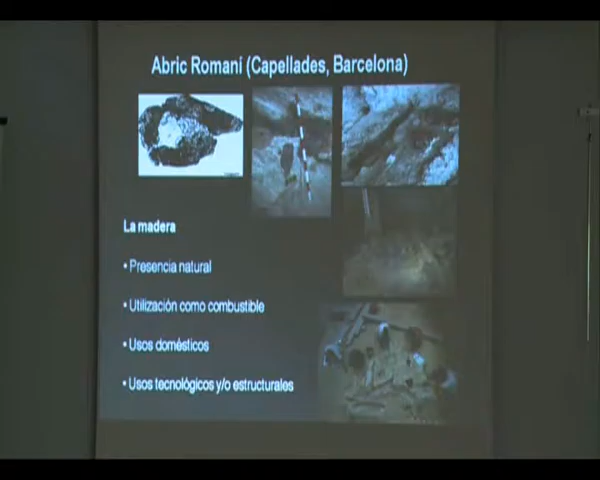 Abric Romaní (Capellades, Barcelona)
La madera
• Presencia natural
• Utilización como combustible
• Usos domésticos
• Usos tecnológicos y/o estructurales